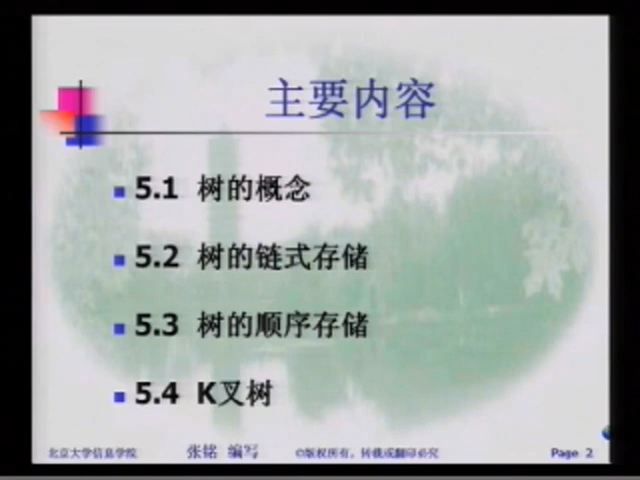 主要内容
5.1 树的概念
5.2 树的链式存储
5.3 树的顺序存储
5.4 K叉树
北京大学信息学院 张铭 编写 ©版权所有，转载或翻印必究 Page 2